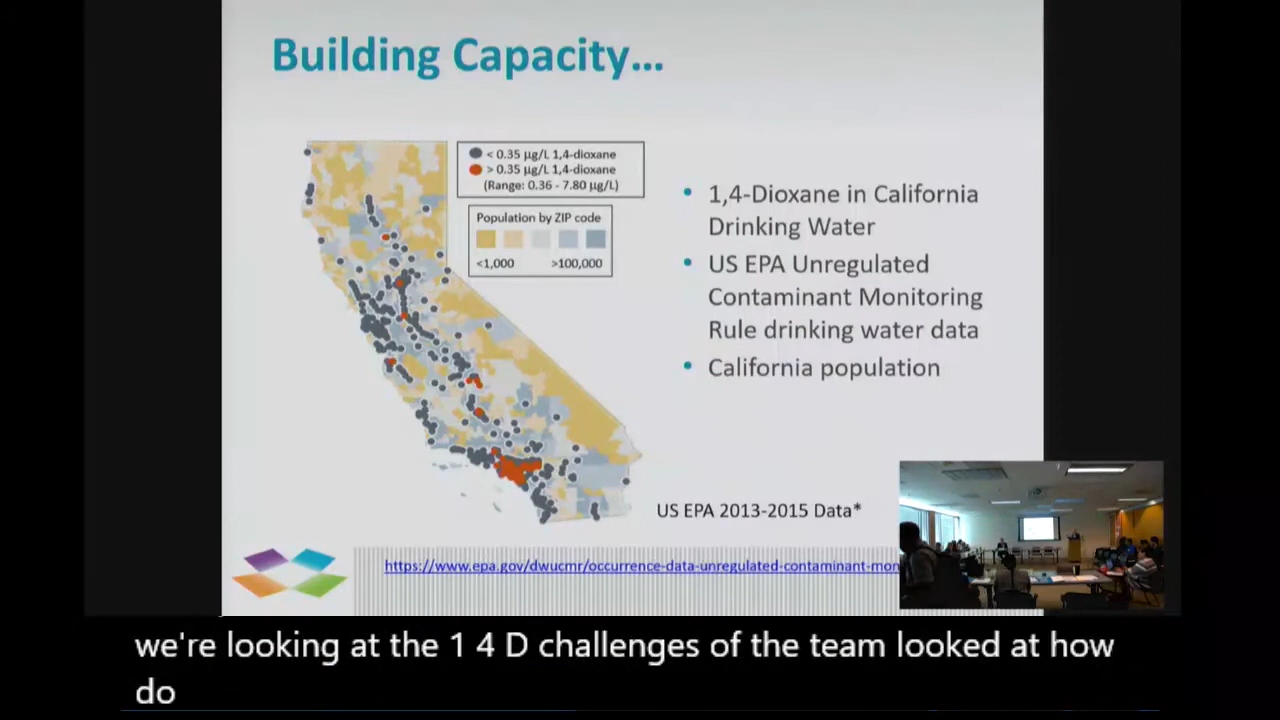 Building Capacity...
< 0.35 µg/L 1,4-dioxane
> 0.35 µg/L 1,4-dioxane
(Range: 0.36 - 7.80 µg/L)
Population by ZIP code
<1,000 >100,000
• 1,4-Dioxane in California
Drinking Water
• US EPA Unregulated
Contaminant Monitoring
Rule drinking water data
• California population
US EPA 2013-2015 Data*
https://www.epa.gov/dwucmr/occurrence-data-unregulated-contaminant-mon
we're looking at the 1 4 D challenges of the team looked at how
do